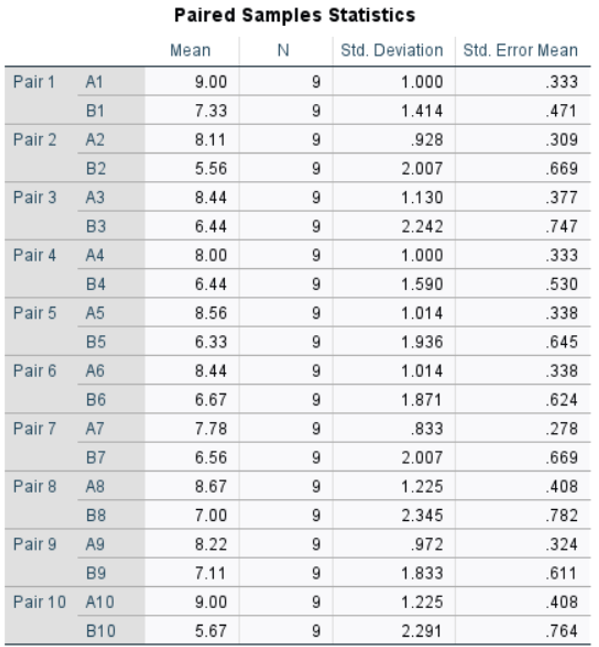 Paired Samples Statistics
Mean N Std. Deviation Std. Error Mean
Pair 1 A1 9.00 9 1.000 .333
B1 7.33 9 1.414 .471
Pair 2 A2 8.11 9 .928 .309
B2 5.56 9 2.007 .669
Pair 3 A3 8.44 9 1.130 .377
B3 6.44 9 2.242 .747
Pair 4 A4 8.00 9 1.000 .333
B4 6.44 9 1.590 .530
Pair 5 A5 8.56 9 1.014 .338
B5 6.33 9 1.936 .645
Pair 6 A6 8.44 9 1.014 .338
B6 6.67 9 1.871 .624
Pair 7 A7 7.78 9 .833 .278
B7 6.56 9 2.007 .669
Pair 8 A8 8.67 9 1.225 .408
B8 7.00 9 2.345 .782
Pair 9 A9 8.22 9 .972 .324
B9 7.11 9 1.833 .611
Pair 10 A10 9.00 9 1.225 .408
B10 5.67 9 2.291 .764